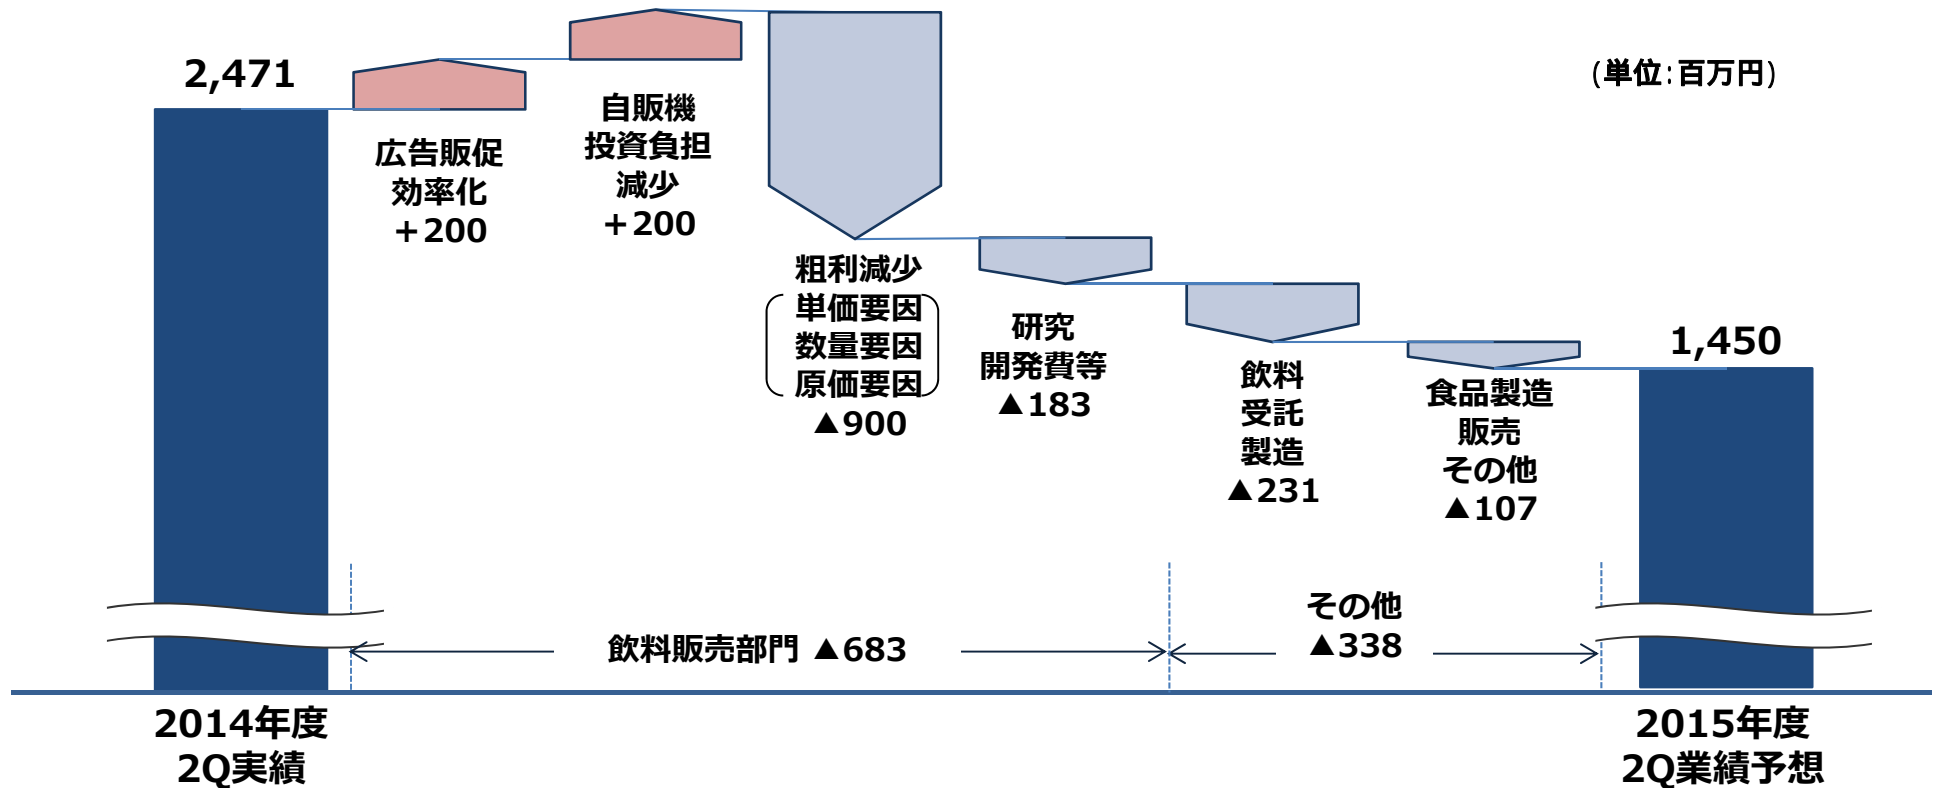 2,471
(単位:百万円)
広告販促
効率化
＋200
自販機
投資負担
減少
＋200
粗利減少
単価要因
数量要因
原価要因
▲900
研究
開発費等
▲183
飲料
受託
製造
▲231
食品製造
販売
その他
▲107
1,450
飲料販売部門 ▲683
その他
▲338
2014年度
2Q実績
2015年度
2Q業績予想